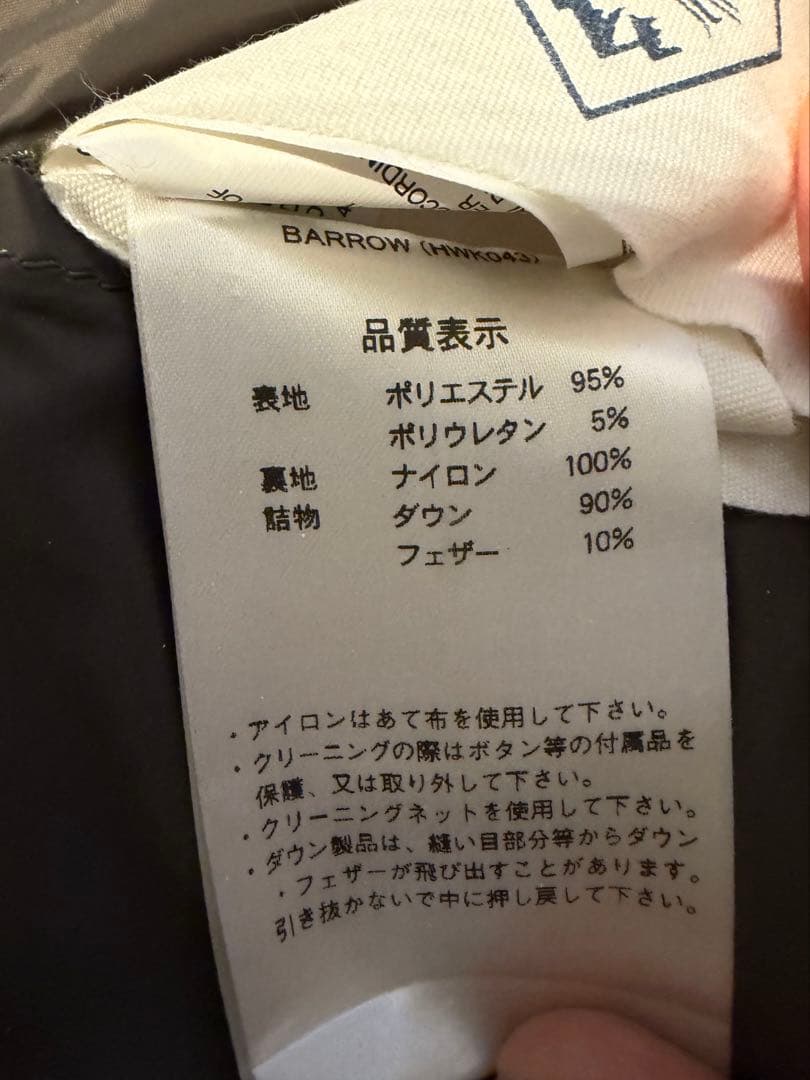 BARROW (HWK043)
品質表示
表地 ポリエステル 95%
ポリウレタン 5%
裏地 ナイロン 100%
詰物 ダウン 90%
フェザー 10%
・アイロンはあて布を使用して下さい。
・クリーニングの際はボタン等の付属品を
保護、又は取り外して下さい。
・クリーニングネットを使用して下さい。
・ダウン製品は、縫い目部分等からダウン
・フェザーが飛び出すことがあります。
引き抜かないで中に押し戻して下さい。